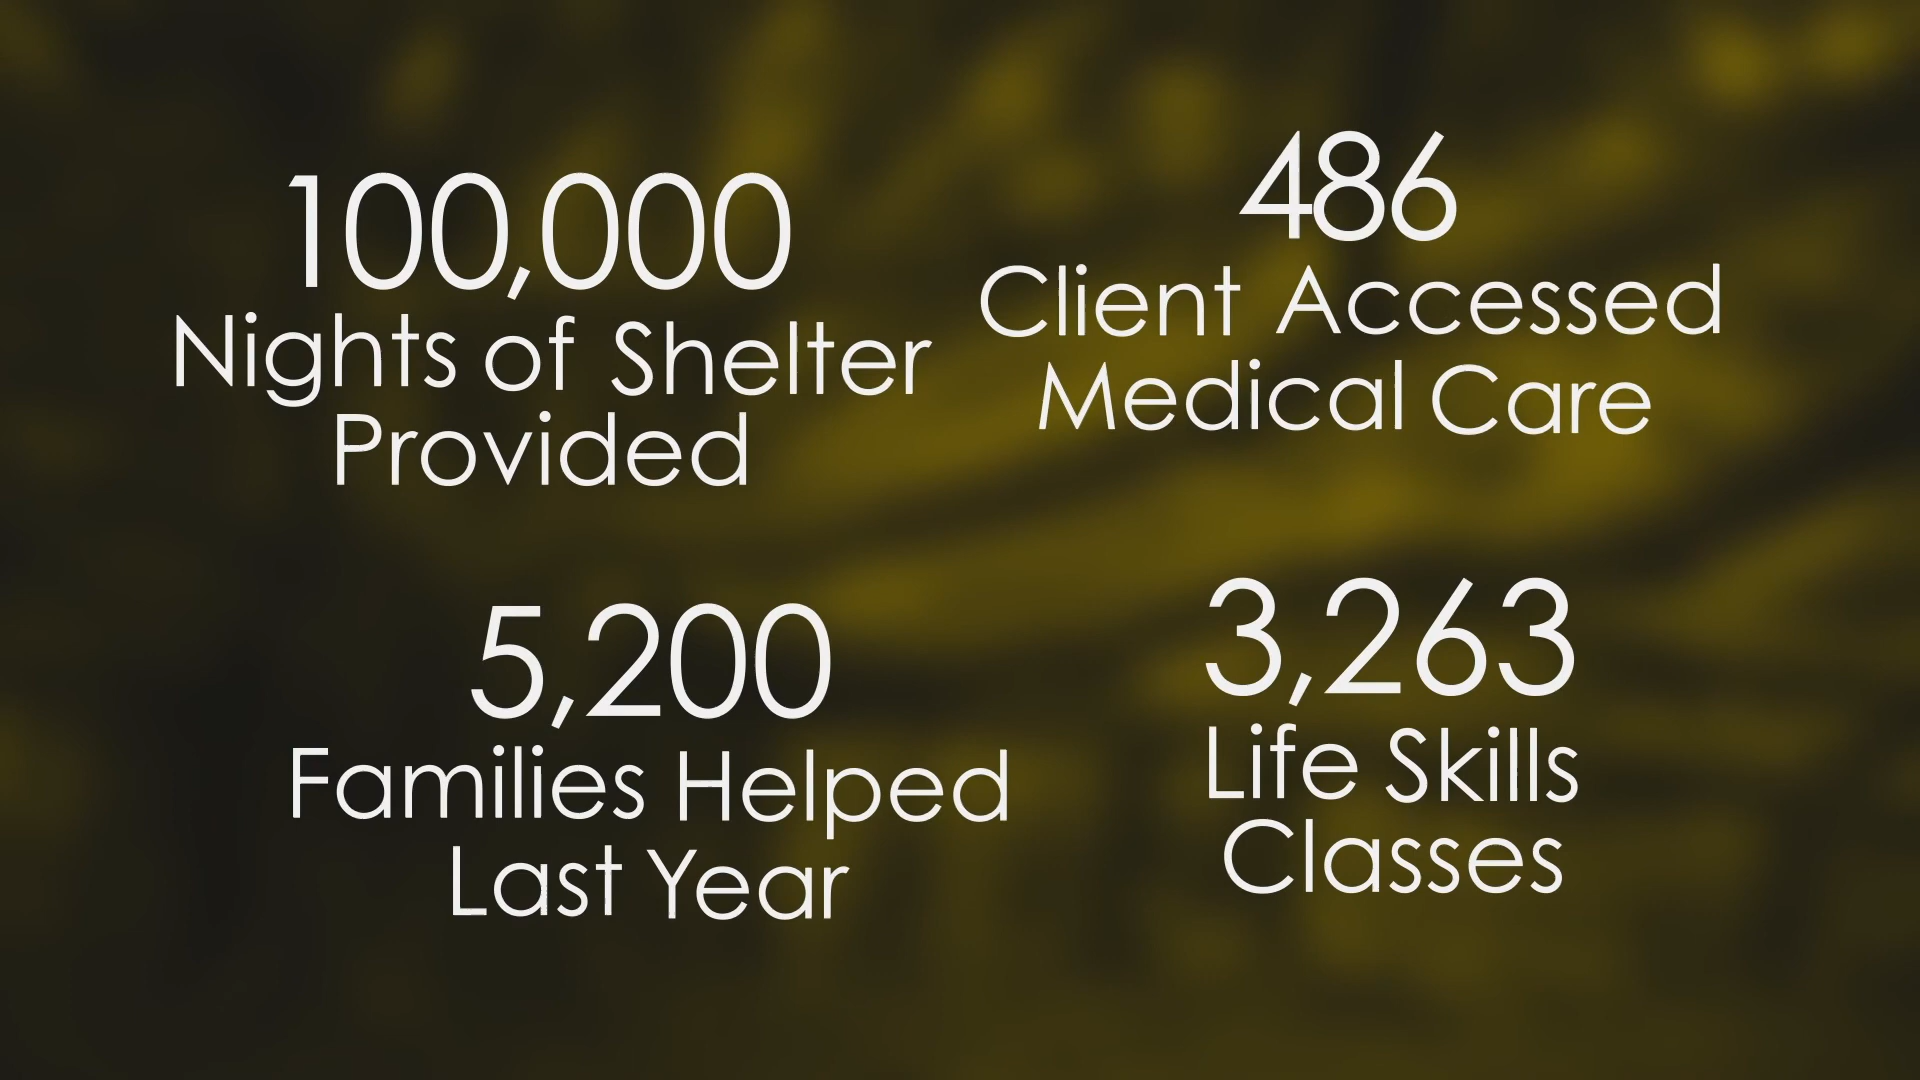 100,000
Nights of Shelter
Provided
486
Client Accessed
Medical Care
5,200
Families Helped
Last Year
3,263
Life Skills
Classes